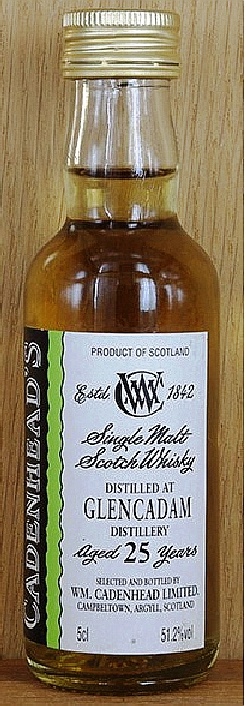 CADENHEAD'S
PRODUCT OF SCOTLAND
Estd. WC 1842
Single Malt
Scotch Whisky
DISTILLED AT
GLENCADAM
DISTILLERY
Aged 25 Years
SELECTED AND BOTTLED BY
WM. CADENHEAD LIMITED.
CAMPBELTOWN, ARGYLL, SCOTLAND
5cl 51.2%vol